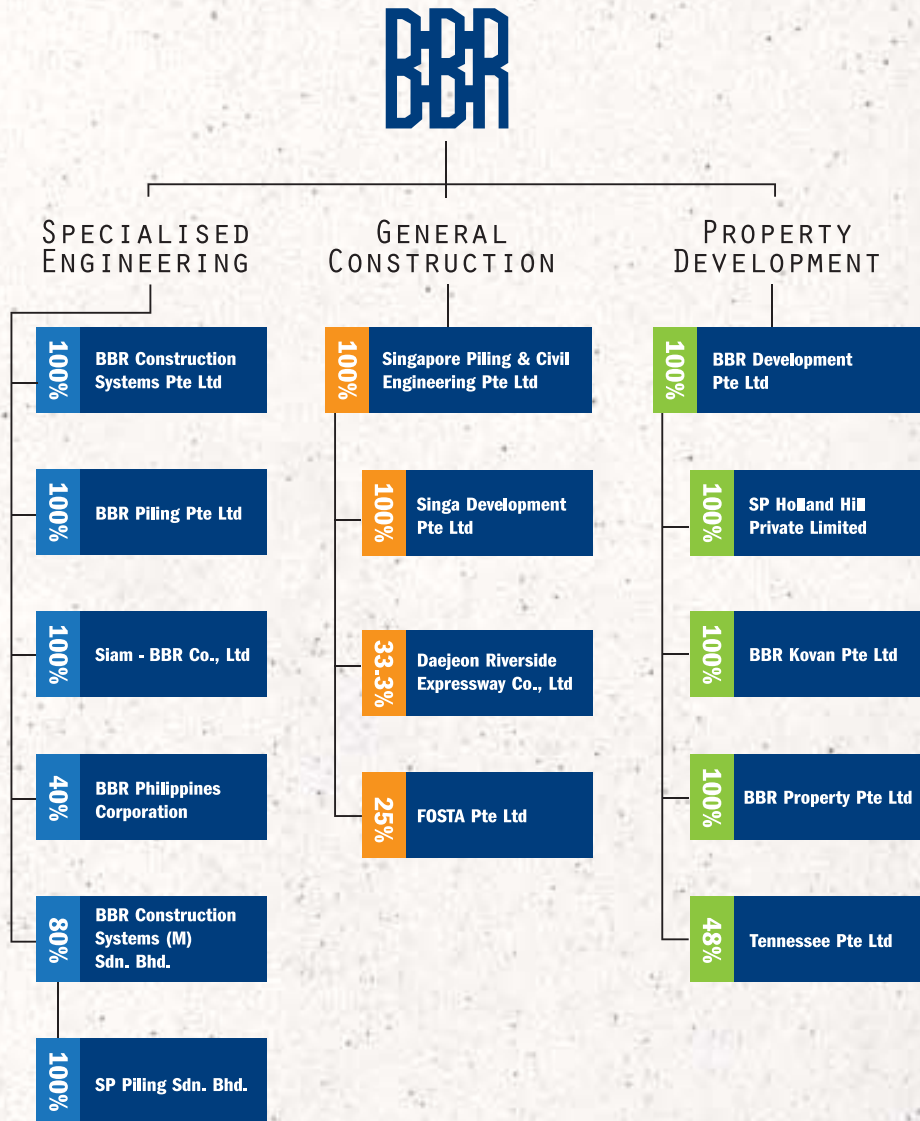 BBR
SPECIALISED
ENGINEERING
100%
BBR Construction
Systems Pte Ltd
100%
BBR Piling Pte Ltd
100%
Siam - BBR Co., Ltd
40%
BBR Philippines
Corporation
80%
BBR Construction
Systems (M)
Sdn. Bhd.
100%
SP Piling Sdn. Bhd.
GENERAL
CONSTRUCTION
100%
Singapore Piling & Civil
Engineering Pte Ltd
100%
Singa Development
Pte Ltd
33.3%
Daejeon Riverside
Expressway Co., Ltd
25%
FOSTA Pte Ltd
PROPERTY
DEVELOPMENT
100%
BBR Development
Pte Ltd
100%
SP Holland Hill
Private Limited
100%
BBR Kovan Pte Ltd
100%
BBR Property Pte Ltd
48%
Tennessee Pte Ltd